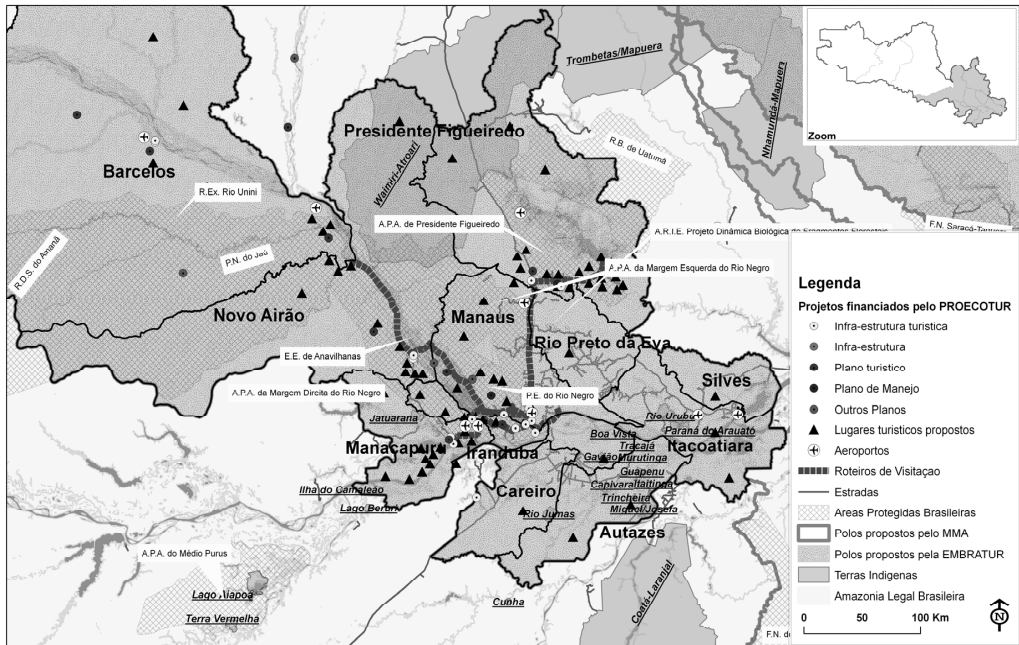 Trombetas/Mapuera
Nhamundá-Mapuera
Zoom
Presidente Figueiredo
Waimiri-Atroari
R.B. de Uatumã
Barcelos
R.Ex. Rio Unini
A.P.A. de Presidente Figueiredo
F.N. Saracá-Taquera
A.R.I.E. Projeto Dinâmica Biológica de Fragmentos Florestais
R.D.S. do Amanã
P.N. do Jaú
A.P.A. da Margem Esquerda do Rio Negro
Novo Airão
Manaus
Rio Preto da Eva
E.E. de Anavilhanas
Silves
A.P.A. da Margem Direita do Rio Negro
P.E. do Rio Negro
Jatuarana
Rio Urubu
Boa Vista
Paraná do Arauató
Manacapuru
Iranduba
Tracajá
Itacoatiara
Gavião
Murutinga
Guapenu
Ilha do Camaleão
Careiro
Capivara
Itaitinga
Trincheira
Lago Beruri
Rio Jumas
Miguel/Josefa
Autazes
A.P.A. do Médio Purus
Lago Aiapoá
Cunha
Terra Vermelha
Coatá-Laranjal
F.N. do
Legenda
Projetos financiados pelo PROECOTUR
Infra-estrutura turistica
Infra-estrutura
Plano turistico
Plano de Manejo
Outros Planos
Lugares turisticos propostos
Aeroportos
Roteiros de Visitaçao
Estradas
Areas Protegidas Brasileiras
Polos propostos pelo MMA
Polos propostos pela EMBRATUR
Terras Indigenas
Amazonia Legal Brasileira
0 50 100 Km
N